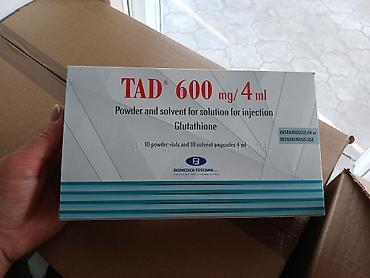 TAD® 600 mg/4 ml
Powder and solvent for solution for injection
Glutathione
INTRAMUSCULAR or
INTRAVENOUS USE
10 powder vials and 10 solvent ampoules 4 ml
BIOMEDICA FOSCAMA